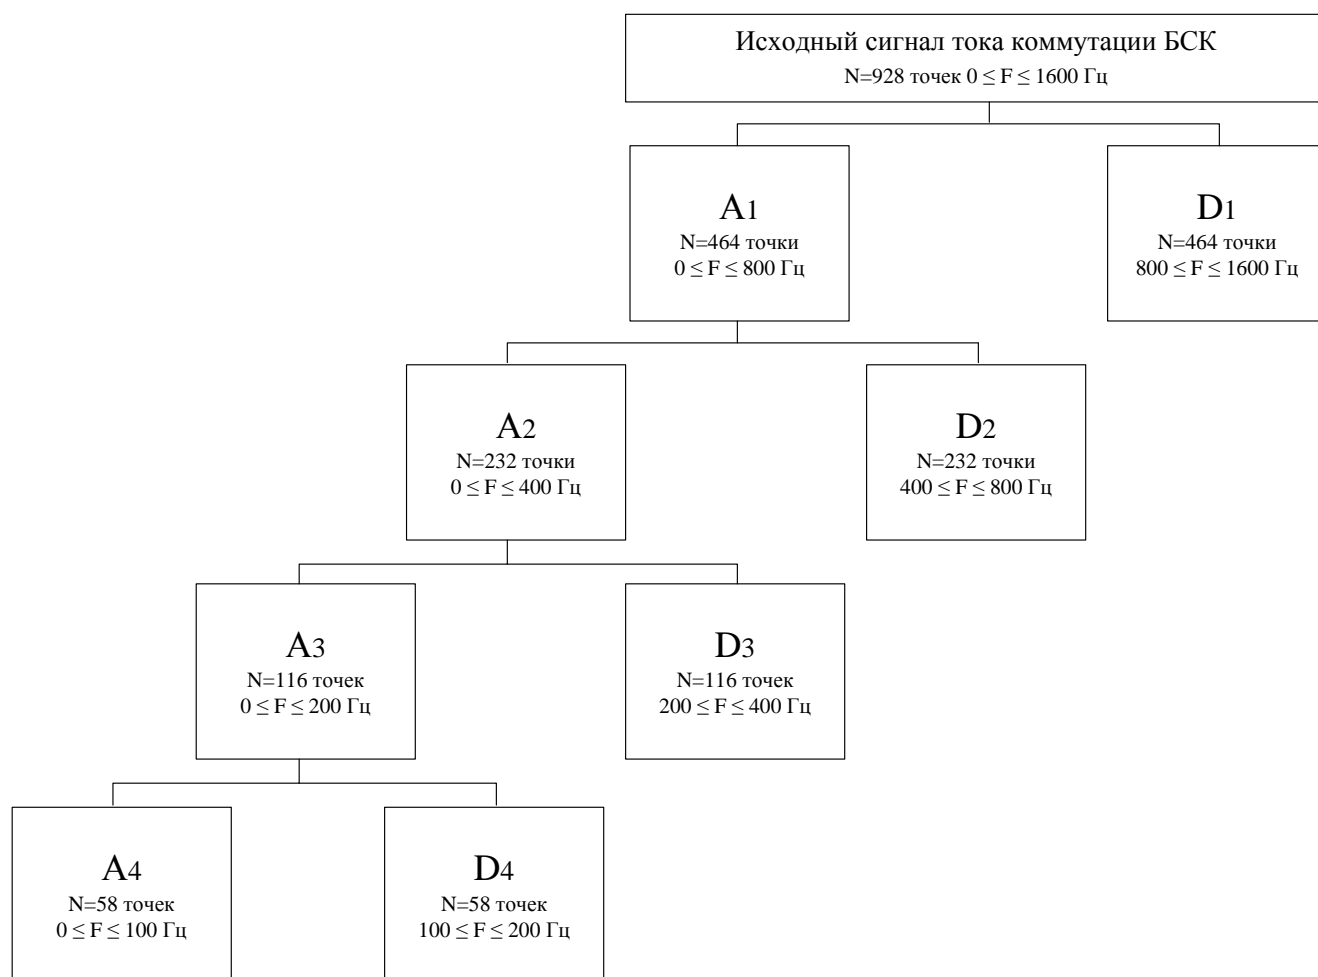 Исходный сигнал тока коммутации БСК
N=928 точек 0 ≤ F ≤ 1600 Гц
A1
N=464 точки
0 ≤ F ≤ 800 Гц
D1
N=464 точки
800 ≤ F ≤ 1600 Гц
A2
N=232 точки
0 ≤ F ≤ 400 Гц
D2
N=232 точки
400 ≤ F ≤ 800 Гц
A3
N=116 точек
0 ≤ F ≤ 200 Гц
D3
N=116 точек
200 ≤ F ≤ 400 Гц
A4
N=58 точек
0 ≤ F ≤ 100 Гц
D4
N=58 точек
100 ≤ F ≤ 200 Гц